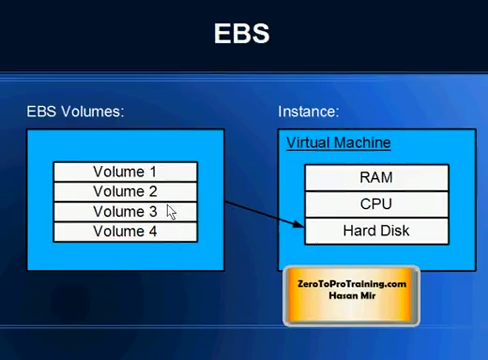 EBS
EBS Volumes:
Volume 1
Volume 2
Volume 3
Volume 4
Instance:
Virtual Machine
RAM
CPU
Hard Disk
ZeroToProTraining.com
Hasan Mir